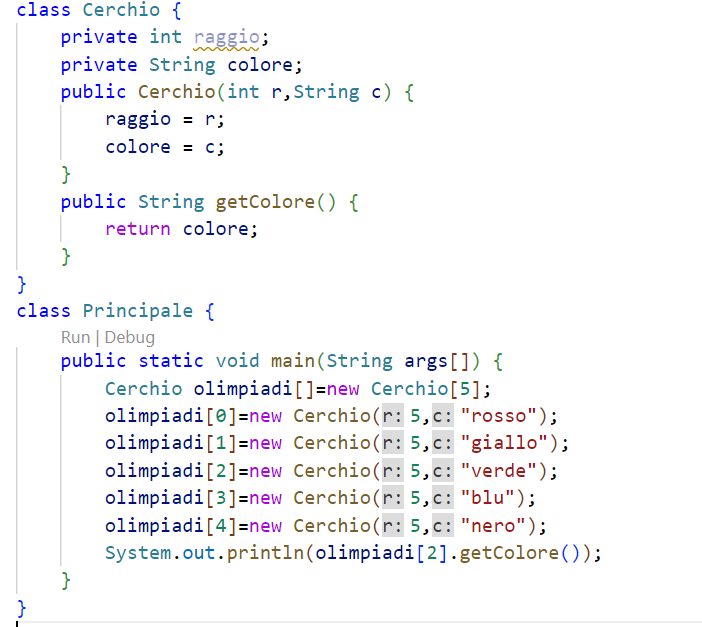 class Cerchio {
    private int raggio;
    private String colore;
    public Cerchio(int r,String c) {
        raggio = r;
        colore = c;
    }
    public String getColore() {
        return colore;
    }
}
class Principale {
    Run | Debug
    public static void main(String args[]) {
        Cerchio olimpiadi[]=new Cerchio[5];
        olimpiadi[0]=new Cerchio(r: 5,c: "rosso");
        olimpiadi[1]=new Cerchio(r: 5,c: "giallo");
        olimpiadi[2]=new Cerchio(r: 5,c: "verde");
        olimpiadi[3]=new Cerchio(r: 5,c: "blu");
        olimpiadi[4]=new Cerchio(r: 5,c: "nero");
        System.out.println(olimpiadi[2].getColore());
    }
}